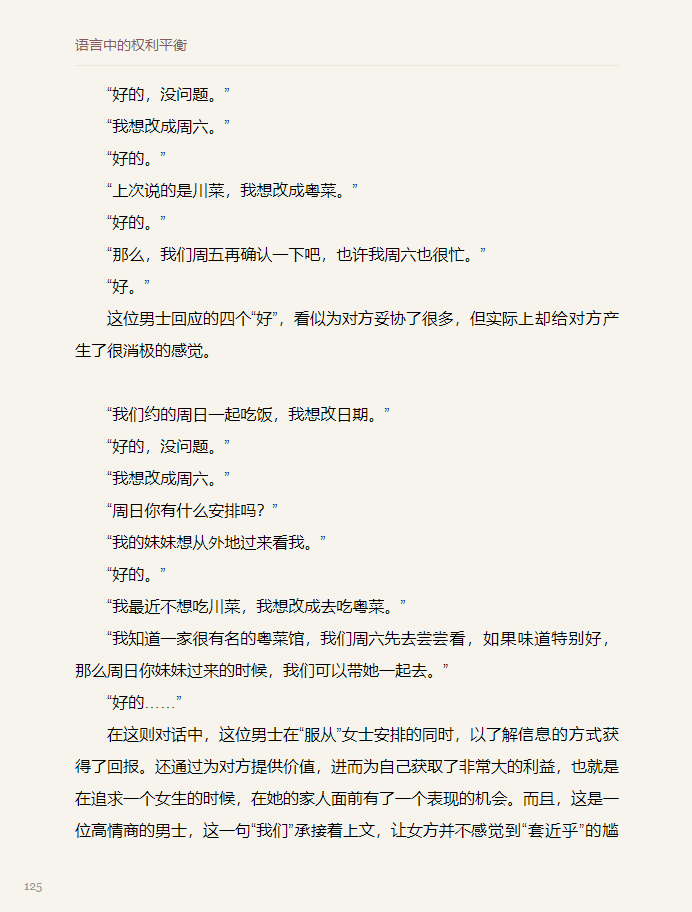 语言中的权利平衡
“好的，没问题。”
“我想改成周六。”
“好的。”
“上次说的是川菜，我想改成粤菜。”
“好的。”
“那么，我们周五再确认一下吧，也许我周六也很忙。”
“好。”
这位男士回应的四个“好”，看似为对方妥协了很多，但实际上却给对方产
生了很消极的感觉。
“我们约的周日一起吃饭，我想改日期。”
“好的，没问题。”
“我想改成周六。”
“周日你有什么安排吗？”
“我的妹妹想从外地过来看我。”
“好的。”
“我最近不想吃川菜，我想改成去吃粤菜。”
“我知道一家很有名的粤菜馆，我们周六先去尝尝看，如果味道特别好，
那么周日你妹妹过来的时候，我们可以带她一起去。”
“好的……”
在这则对话中，这位男士在“服从”女士安排的同时，以了解信息的方式获
得了回报。还通过为对方提供价值，进而为自己获取了非常大的利益，也就是
在追求一个女生的时候，在她的家人面前有了一个表现的机会。而且，这是一
位高情商的男士，这一句“我们”承接着上文，让女方并不感觉到“套近乎”的尴
125